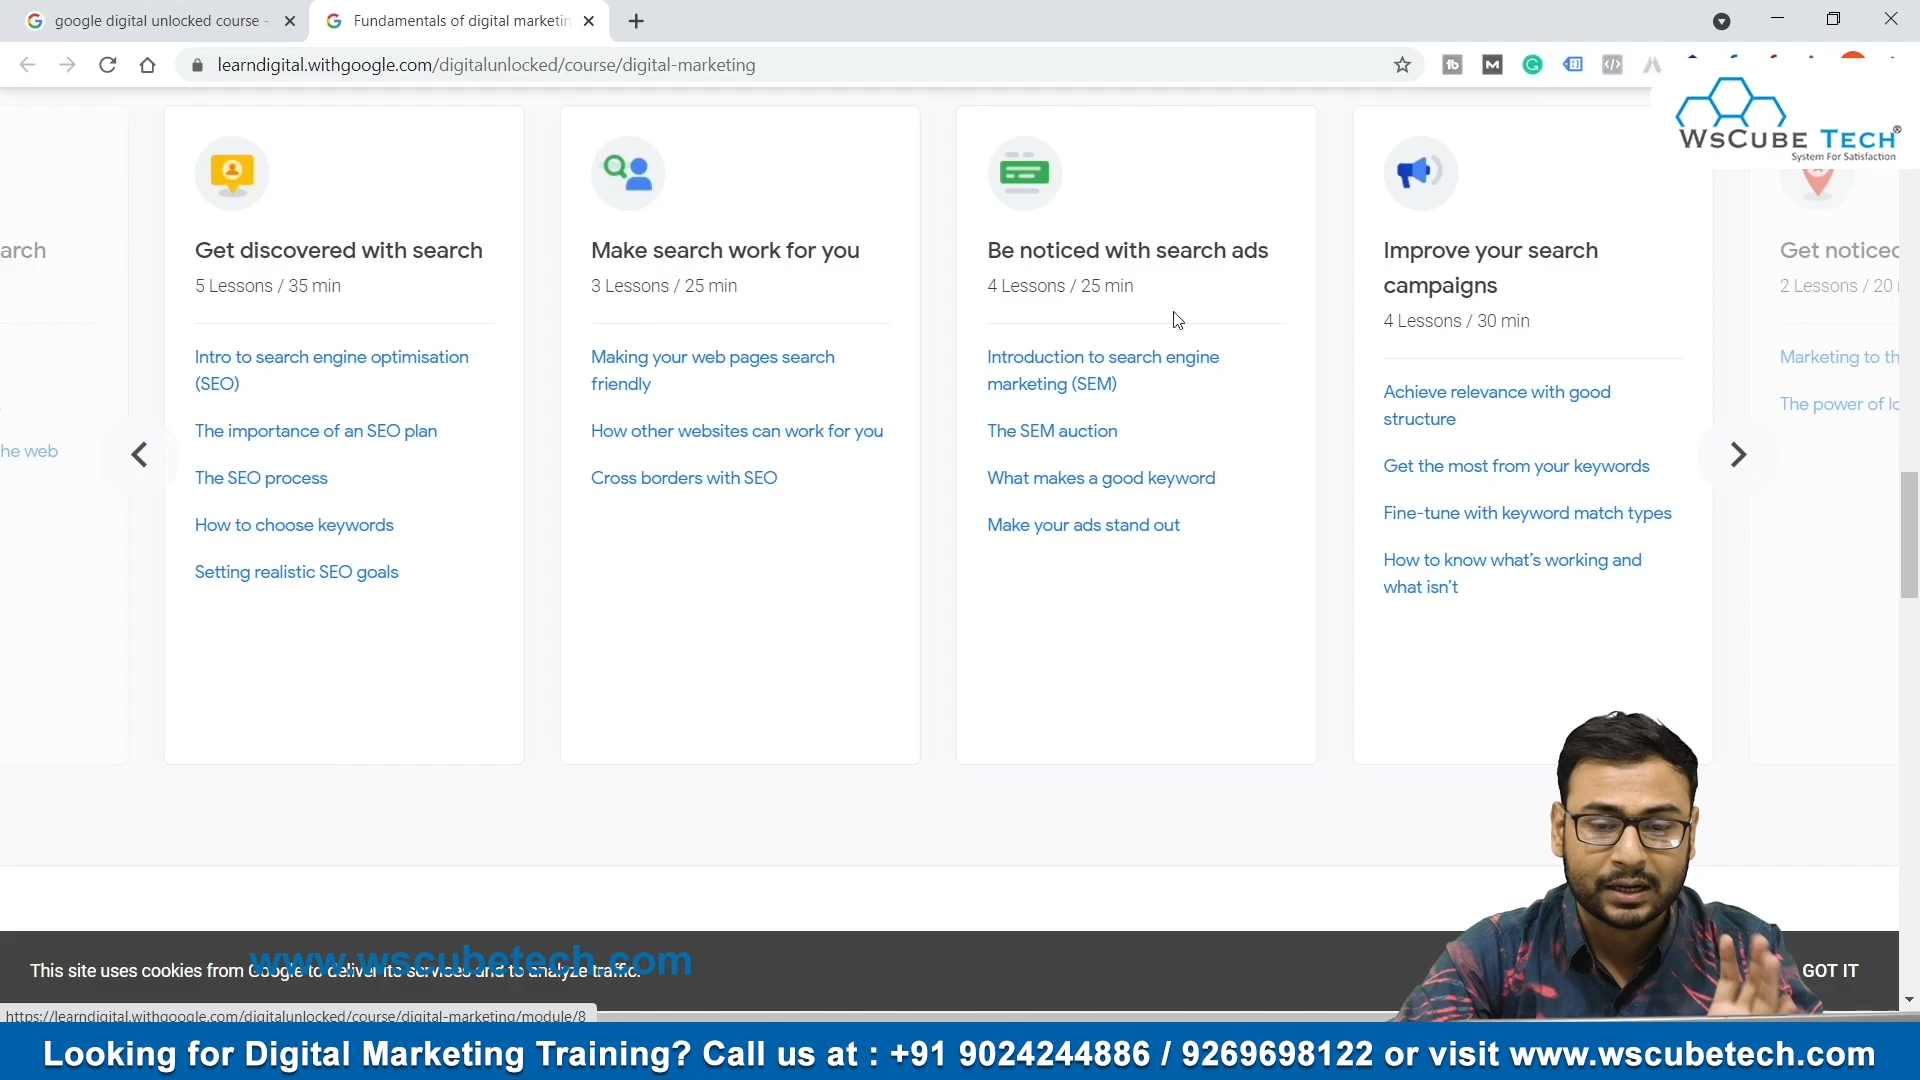 google digital unlocked course -
Fundamentals of digital marketin
learndigital.withgoogle.com/digitalunlocked/course/digital-marketing
WsCube Tech®
System For Satisfaction
arch
he web
Get discovered with search
5 Lessons / 35 min
Intro to search engine optimisation
(SEO)
The importance of an SEO plan
The SEO process
How to choose keywords
Setting realistic SEO goals
Make search work for you
3 Lessons / 25 min
Making your web pages search
friendly
How other websites can work for you
Cross borders with SEO
Be noticed with search ads
4 Lessons / 25 min
Introduction to search engine
marketing (SEM)
The SEM auction
What makes a good keyword
Make your ads stand out
Improve your search
campaigns
4 Lessons / 30 min
Achieve relevance with good
structure
Get the most from your keywords
Fine-tune with keyword match types
How to know what's working and
what isn't
Get noticed
2 Lessons / 20
Marketing to th
The power of lo
This site uses cookies from Google to deliver its services and to analyze traffic.
www.wscubetech.com
GOT IT
https://learndigital.withgoogle.com/digitalunlocked/course/digital-marketing/module/8
Looking for Digital Marketing Training? Call us at : +91 9024244886 / 9269698122 or visit www.wscubetech.com